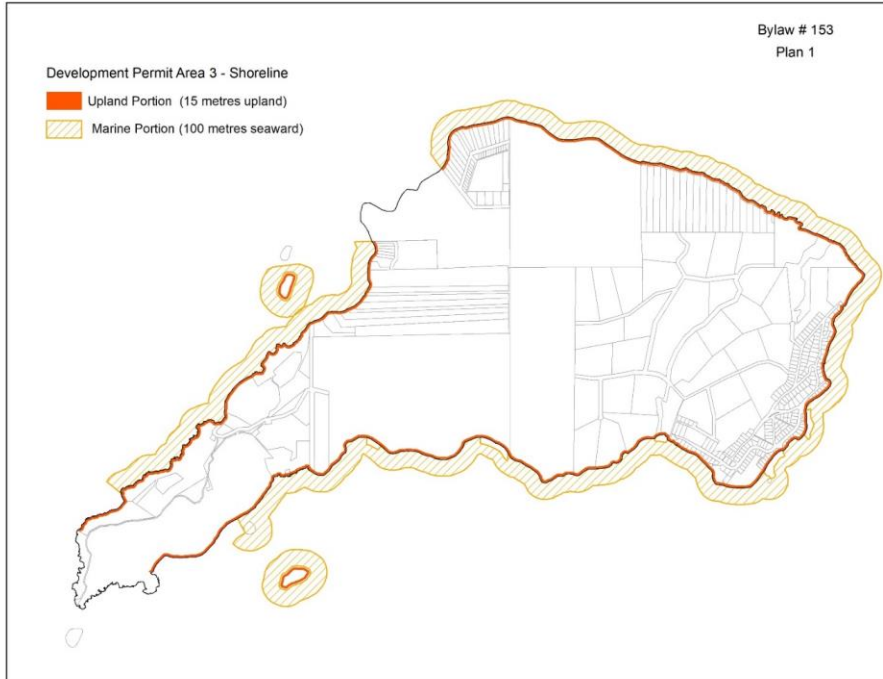 Bylaw # 153
Plan 1
Development Permit Area 3 - Shoreline
Upland Portion (15 metres upland)
Marine Portion (100 metres seaward)